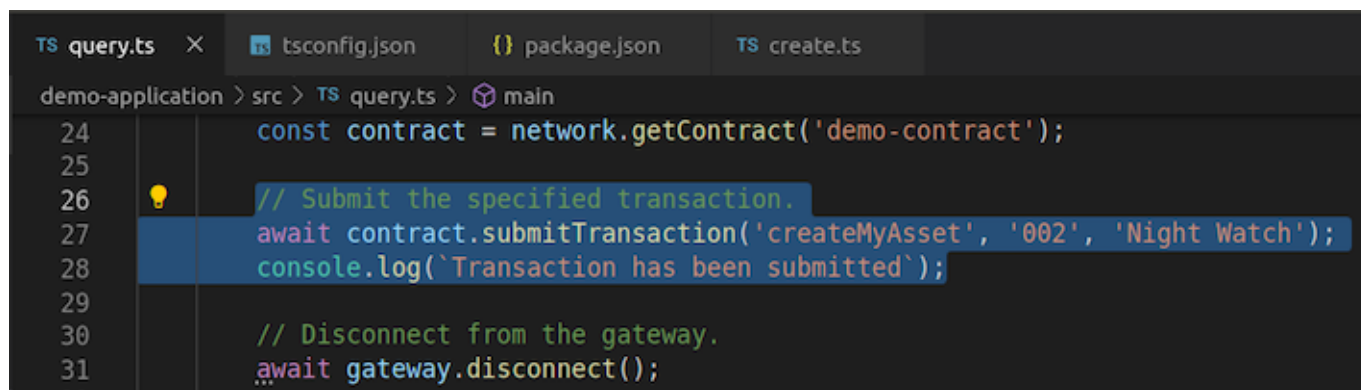 TS query.ts ×
TS tsconfig.json
{} package.json
TS create.ts
demo-application > src > TS query.ts > main
24 const contract = network.getContract('demo-contract');
25
26 // Submit the specified transaction.
27 await contract.submitTransaction('createMyAsset', '002', 'Night Watch');
28 console.log(`Transaction has been submitted`);
29
30 // Disconnect from the gateway.
31 await gateway.disconnect();